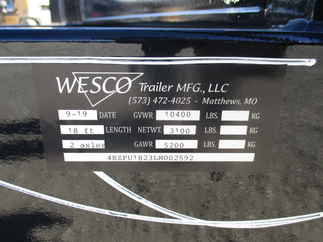 WESCO Trailer MFG., LLC
(573) 472-4025 - Matthews, MO
9-19 DATE GVWR 10400 LBS. KG
18 ft LENGTH NETWT. 3100 LBS. KG
2 axles GAWR 5200 LBS. KG
4BZFU1823LM002592